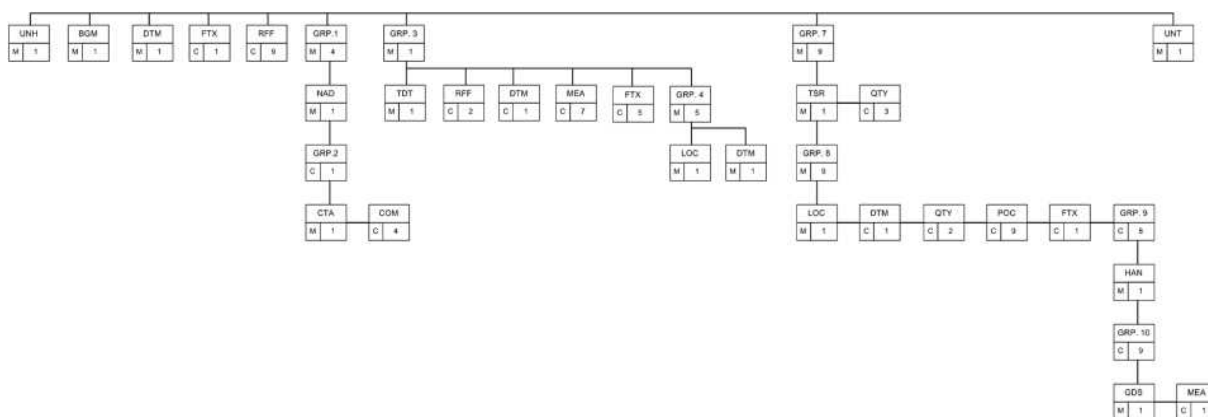 UNH BGM DTM FTX RFF GRP.1 GRP. 3 GRP. 7 UNT
M 1 M 1 M 1 C 1 C 9 M 4 M 1 M 9 M 1
NAD TDT RFF DTM MEA FTX GRP. 4 TSR QTY
M 1 M 1 C 2 C 1 C 7 C 5 M 5 M 1 C 3
GRP.2 LOC DTM GRP. 8
C 1 M 1 M 1 M 9
CTA COM LOC DTM QTY POC FTX GRP. 9
M 1 C 4 M 1 C 1 C 2 C 9 C 1 C 5
HAN
M 1
GRP. 10
C 9
GDS MEA
M 1 C 1